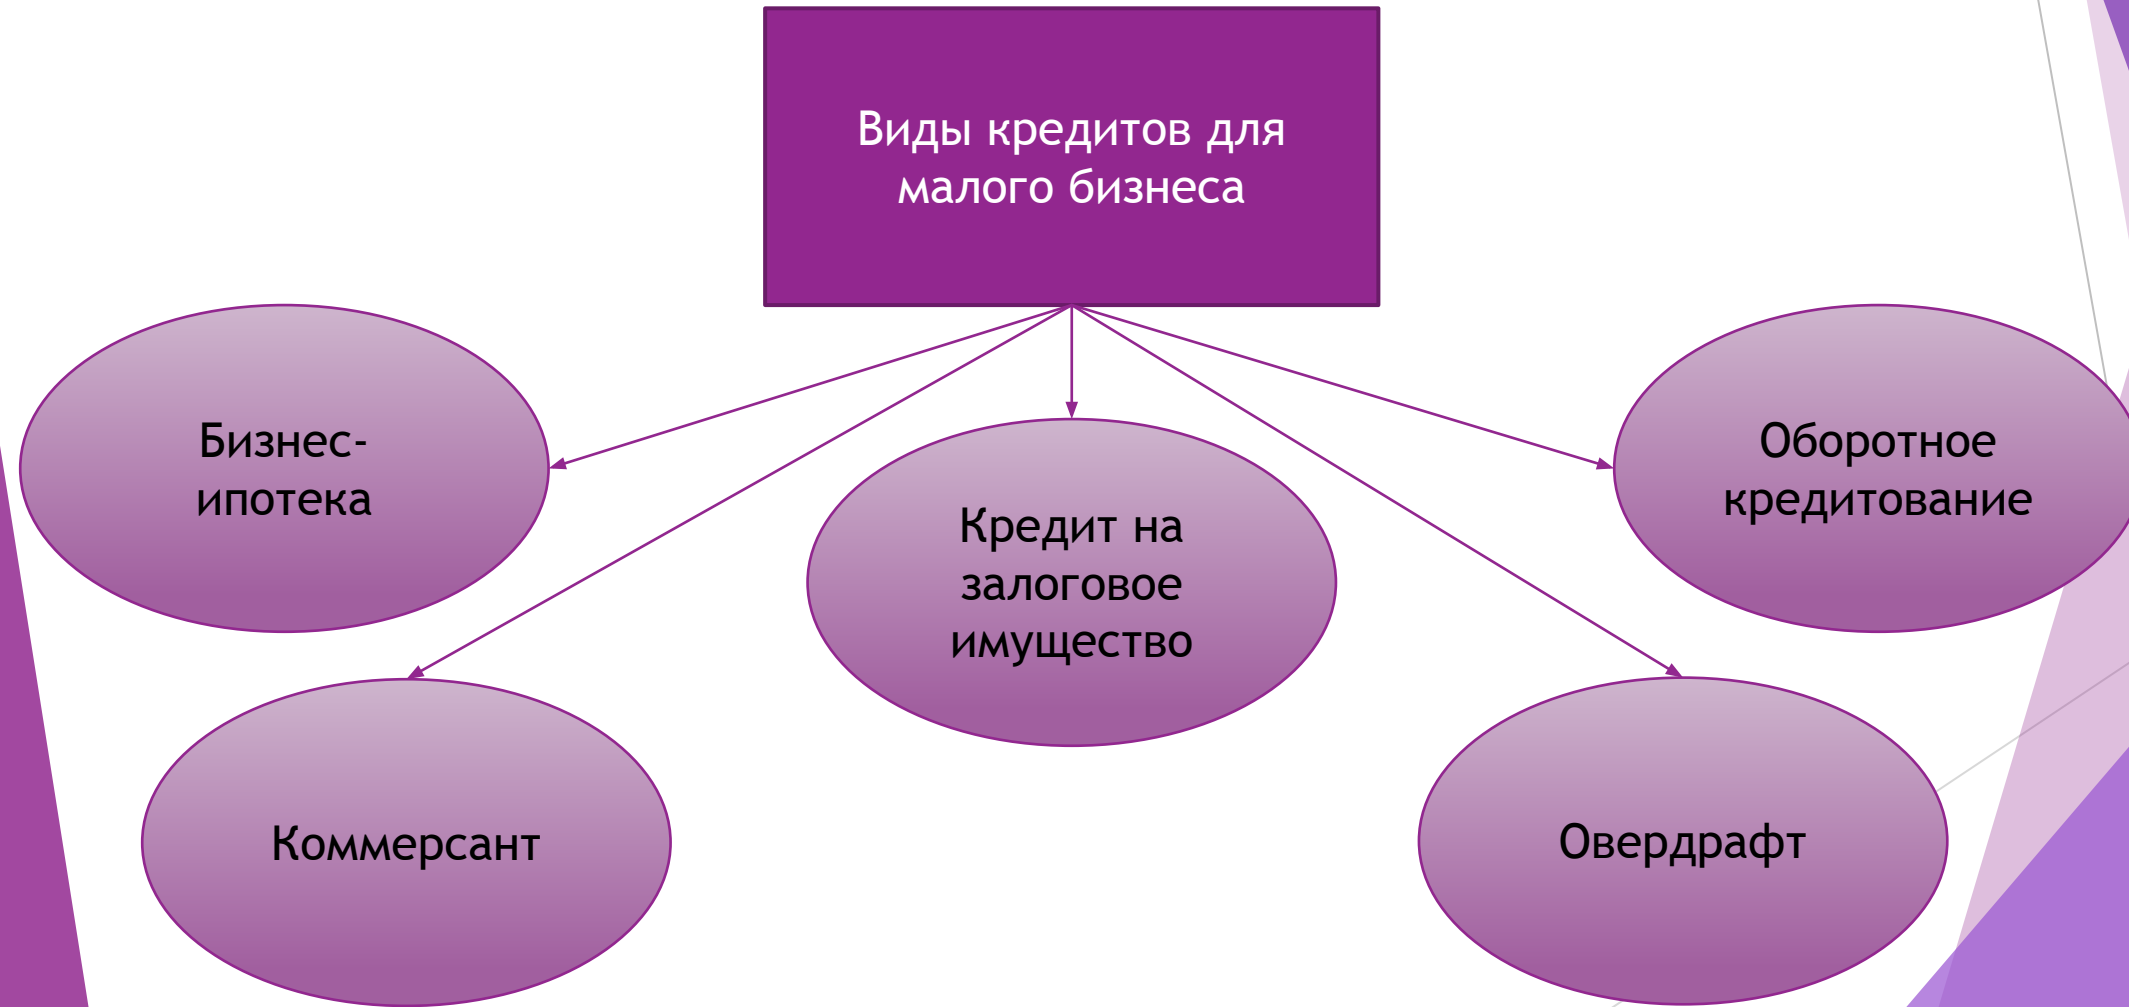 Виды кредитов для
малого бизнеса
Бизнес-
ипотека
Кредит на
залоговое
имущество
Оборотное
кредитование
Коммерсант
Овердрафт